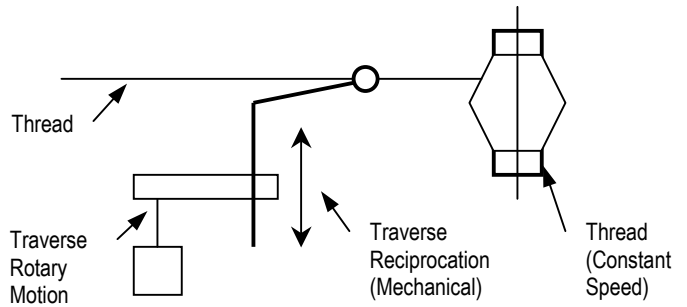 Thread
Traverse
Rotary
Motion
Traverse
Reciprocation
(Mechanical)
Thread
(Constant
Speed)